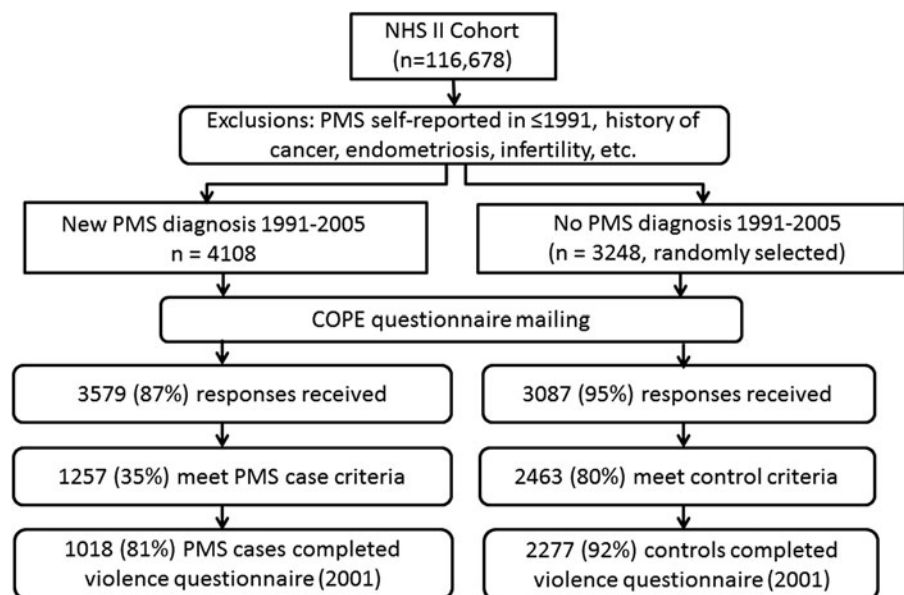 NHS II Cohort
(n=116,678)
Exclusions: PMS self-reported in ≤1991, history of
cancer, endometriosis, infertility, etc.
New PMS diagnosis 1991-2005
n = 4108
No PMS diagnosis 1991-2005
(n = 3248, randomly selected)
COPE questionnaire mailing
3579 (87%) responses received
3087 (95%) responses received
1257 (35%) meet PMS case criteria
2463 (80%) meet control criteria
1018 (81%) PMS cases completed
violence questionnaire (2001)
2277 (92%) controls completed
violence questionnaire (2001)